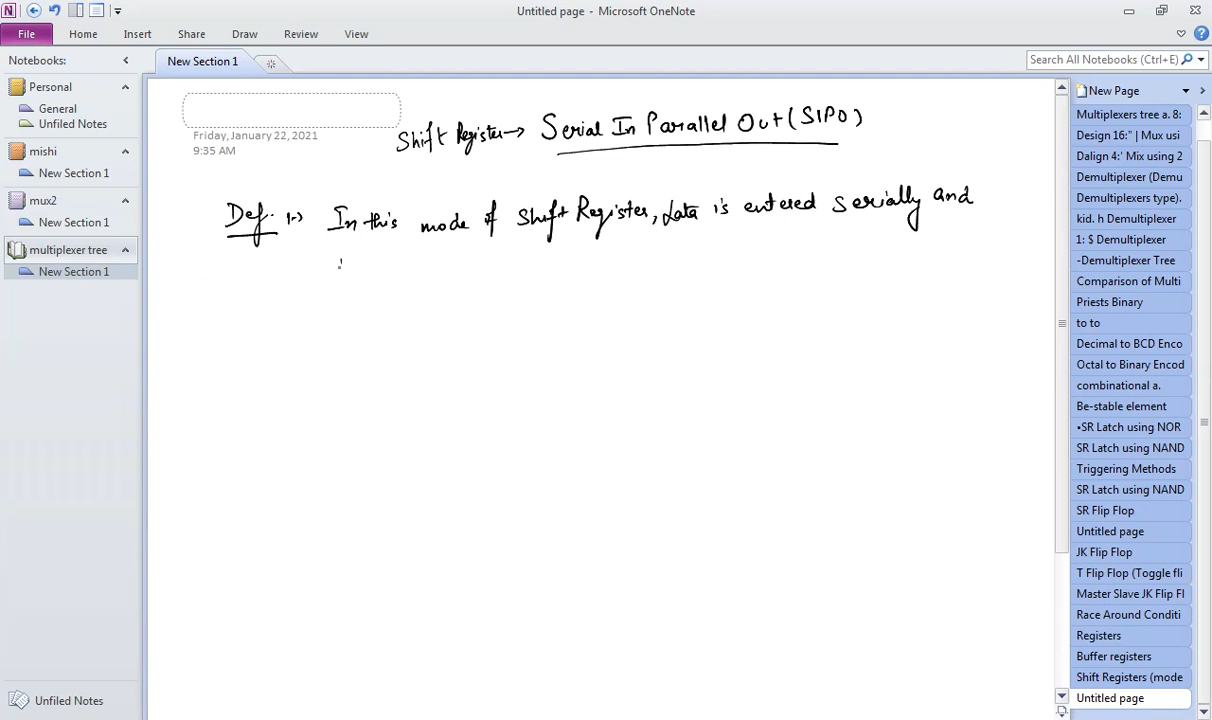 Untitled page - Microsoft OneNote
File Home Insert Share Draw Review View
Notebooks:
New Section 1
Search All Notebooks (Ctrl+E)
Personal
General
Unfiled Notes
mishi
New Section 1
mux2
New Section 1
multiplexer tree
New Section 1
Unfiled Notes
Friday, January 22, 2021
9:35 AM
Shift Register → Serial In Parallel Out (SIPO)
Def. :-> In this mode of Shift Register, data is entered serially and
New Page
Multiplexers tree a. 8:
Design 16:" | Mux usi
Dalign 4:' Mix using 2
Demultiplexer (Demu
Demultiplexers type).
kid. h Demultiplexer
1: $ Demultiplexer
-Demultiplexer Tree
Comparison of Multi
Priests Binary
to to
Decimal to BCD Enco
Octal to Binary Encod
combinational a.
Be-stable element
•SR Latch using NOR
SR Latch using NAND
Triggering Methods
SR Latch using NAND
SR Flip Flop
Untitled page
JK Flip Flop
T Flip Flop (Toggle fli
Master Slave JK Flip Fl
Race Around Conditi
Registers
Buffer registers
Shift Registers (mode
Untitled page